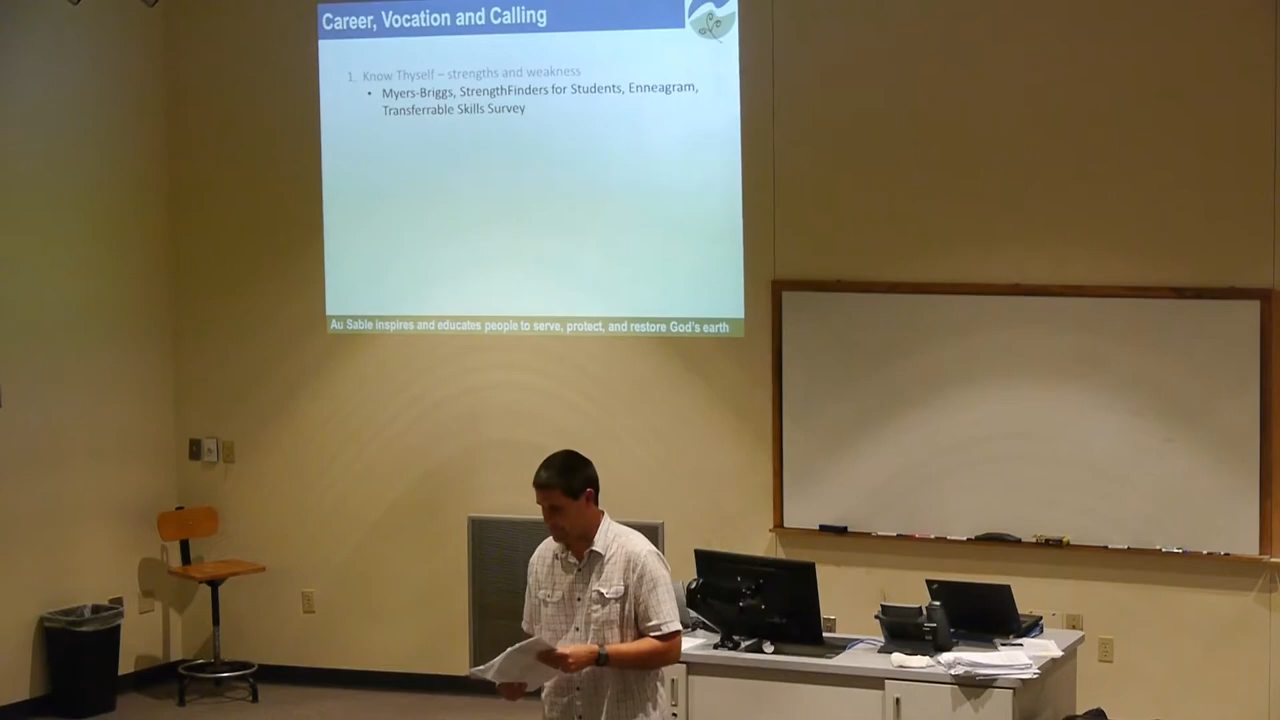 Career, Vocation and Calling
1. Know Thyself – strengths and weakness
• Myers-Briggs, StrengthFinders for Students, Enneagram,
Transferrable Skills Survey
Au Sable inspires and educates people to serve, protect, and restore God's earth